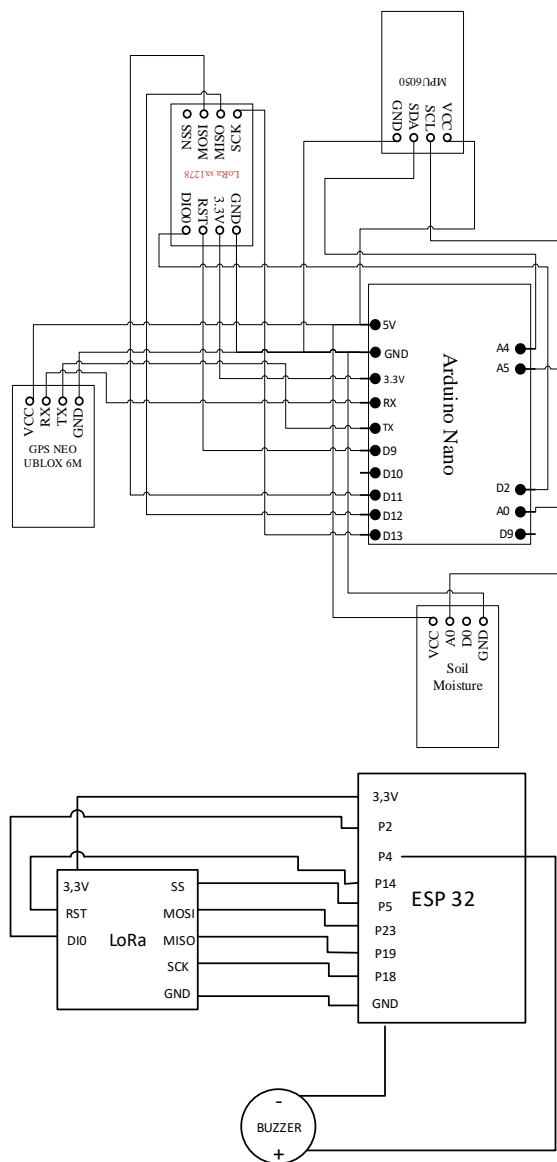 MPU6050
GND
SDA
SCL
VCC
NSS
MOSI
MISO
SCK
LoRa sx1278
DIO0
RST
3.3V
GND
Arduino Nano
5V
GND
3.3V
RX
TX
D9
D10
D11
D12
D13
A4
A5
D2
A0
D9
VCC
RX
TX
GND
GPS NEO
UBLOX 6M
VCC
A0
D0
GND
Soil
Moisture
3,3V
P2
P4
P14
P5
P23
P19
P18
GND
ESP 32
3,3V
RST
DI0
LoRa
SS
MOSI
MISO
SCK
GND
-
BUZZER
+